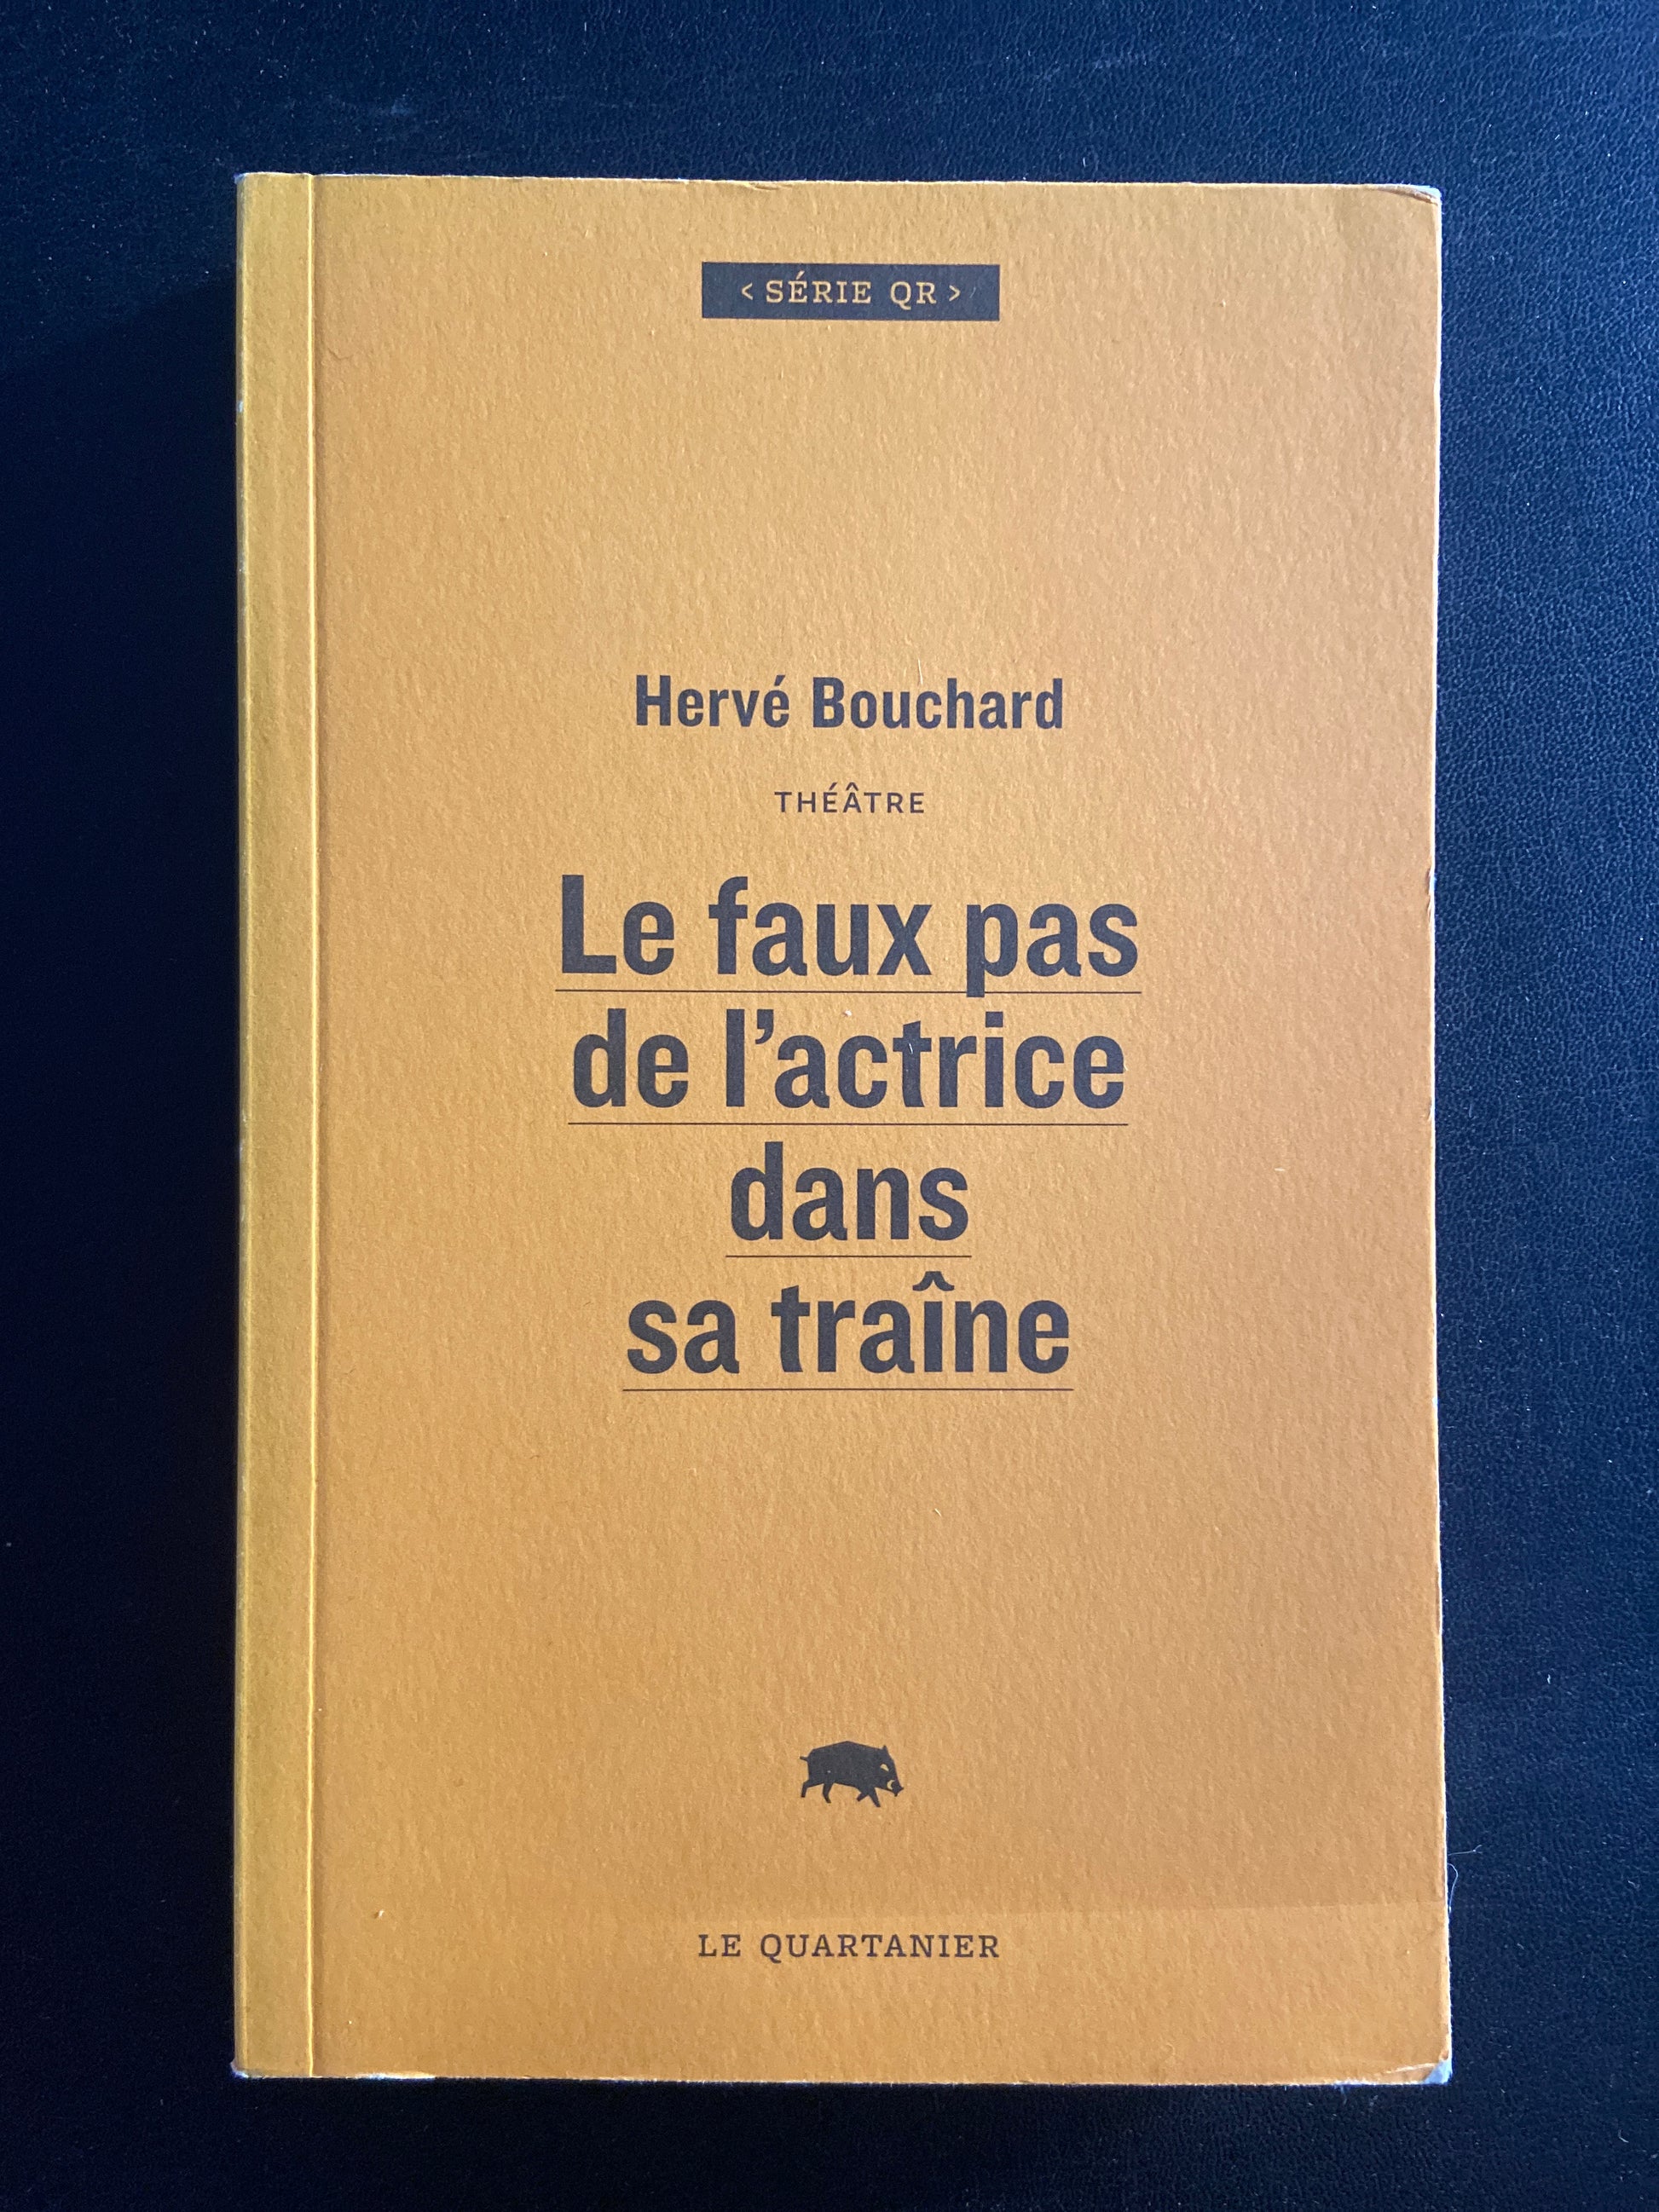 < SÉRIE QR >
Hervé Bouchard
THÉÂTRE
Le faux pas
de l’actrice
dans
sa traîne
LE QUARTANIER